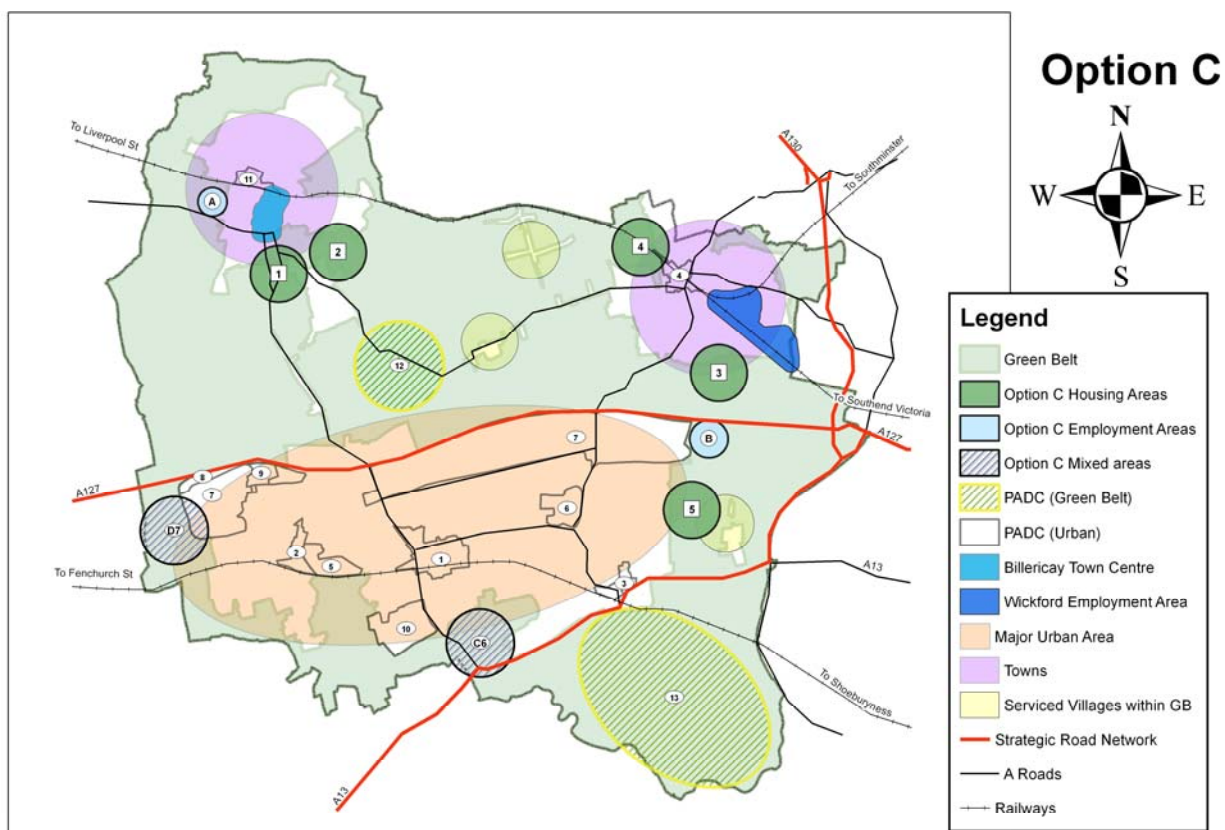 Option C
N
W E
S
To Liverpool St
A130
To Southminster
11
A
2
1
4
4
12
3
To Southend Victoria
A127
B
7
A127
8
9
7
D7
6
5
2
5
1
To Fenchurch St
3
A13
10
C6
13
To Shoeburyness
A13
Legend
Green Belt
Option C Housing Areas
Option C Employment Areas
Option C Mixed areas
PADC (Green Belt)
PADC (Urban)
Billericay Town Centre
Wickford Employment Area
Major Urban Area
Towns
Serviced Villages within GB
Strategic Road Network
A Roads
Railways